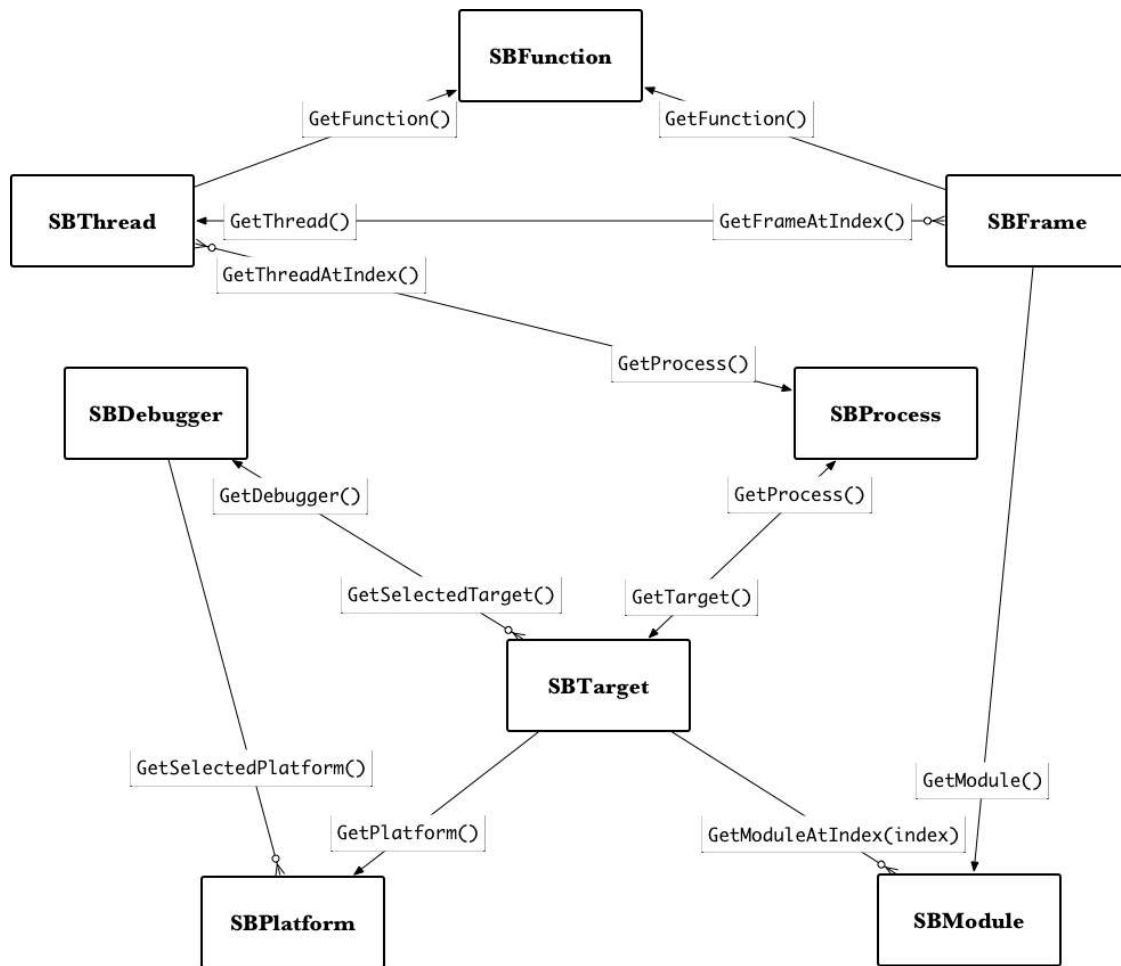 SBFunction
GetFunction()
GetFunction()
SBThread
GetThread()
GetFrameAtIndex()
SBFrame
GetThreadAtIndex()
GetProcess()
SBDebugger
SBProcess
GetDebugger()
GetProcess()
GetSelectedTarget()
GetTarget()
SBTarget
GetSelectedPlatform()
GetModule()
GetPlatform()
GetModuleAtIndex(index)
SBPlatform
SBModule